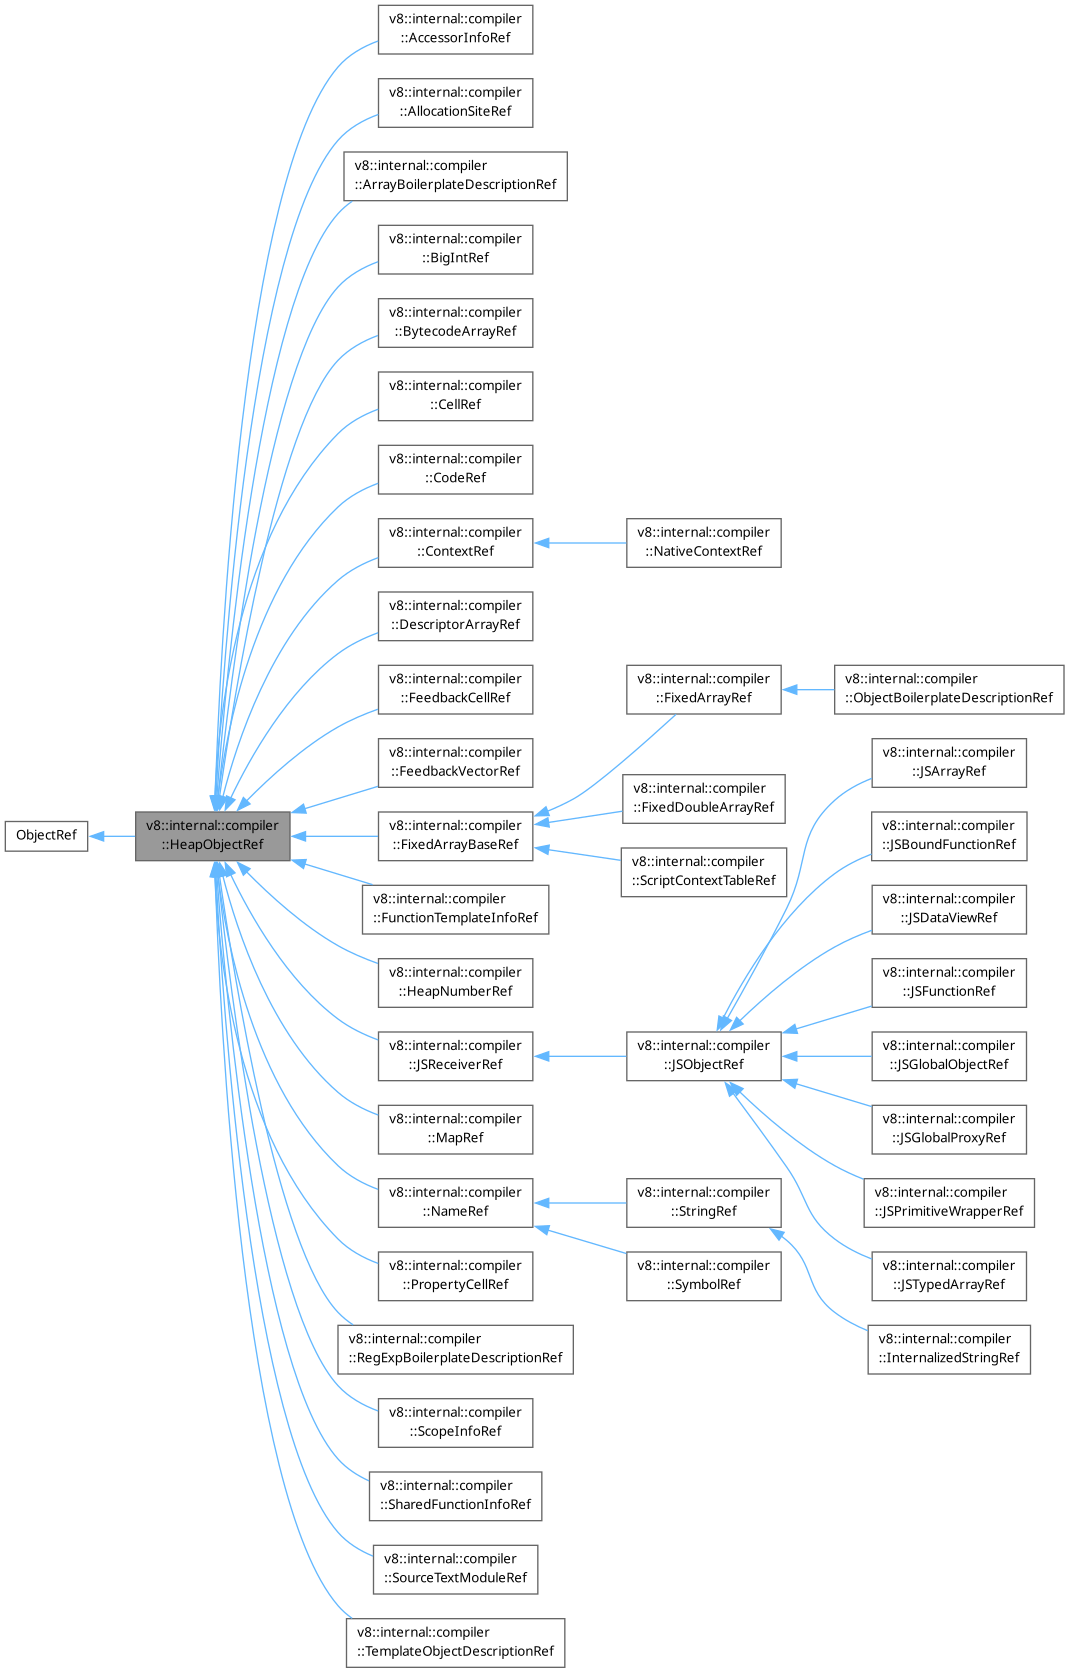 v8::internal::compiler
::AccessorInfoRef
v8::internal::compiler
::AllocationSiteRef
v8::internal::compiler
::ArrayBoilerplateDescriptionRef
v8::internal::compiler
::BigIntRef
v8::internal::compiler
::BytecodeArrayRef
v8::internal::compiler
::CellRef
v8::internal::compiler
::CodeRef
v8::internal::compiler
::ContextRef
v8::internal::compiler
::NativeContextRef
v8::internal::compiler
::DescriptorArrayRef
v8::internal::compiler
::FeedbackCellRef
v8::internal::compiler
::FixedArrayRef
v8::internal::compiler
::ObjectBoilerplateDescriptionRef
v8::internal::compiler
::FeedbackVectorRef
v8::internal::compiler
::JSArrayRef
v8::internal::compiler
::FixedDoubleArrayRef
ObjectRef
v8::internal::compiler
::HeapObjectRef
v8::internal::compiler
::FixedArrayBaseRef
v8::internal::compiler
::JSBoundFunctionRef
v8::internal::compiler
::ScriptContextTableRef
v8::internal::compiler
::FunctionTemplateInfoRef
v8::internal::compiler
::JSDataViewRef
v8::internal::compiler
::HeapNumberRef
v8::internal::compiler
::JSFunctionRef
v8::internal::compiler
::JSReceiverRef
v8::internal::compiler
::JSObjectRef
v8::internal::compiler
::JSGlobalObjectRef
v8::internal::compiler
::MapRef
v8::internal::compiler
::JSGlobalProxyRef
v8::internal::compiler
::NameRef
v8::internal::compiler
::StringRef
v8::internal::compiler
::JSPrimitiveWrapperRef
v8::internal::compiler
::PropertyCellRef
v8::internal::compiler
::SymbolRef
v8::internal::compiler
::JSTypedArrayRef
v8::internal::compiler
::RegExpBoilerplateDescriptionRef
v8::internal::compiler
::InternalizedStringRef
v8::internal::compiler
::ScopeInfoRef
v8::internal::compiler
::SharedFunctionInfoRef
v8::internal::compiler
::SourceTextModuleRef
v8::internal::compiler
::TemplateObjectDescriptionRef